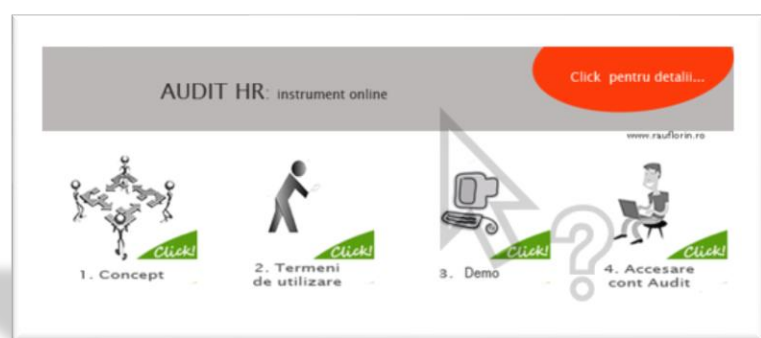 AUDIT HR: instrument online
Click pentru detalii...
www.rauflorin.ro
Click!
Click!
Click!
Click!
1. Concept
2. Termeni
de utilizare
3. Demo
4. Accesare
cont Audit